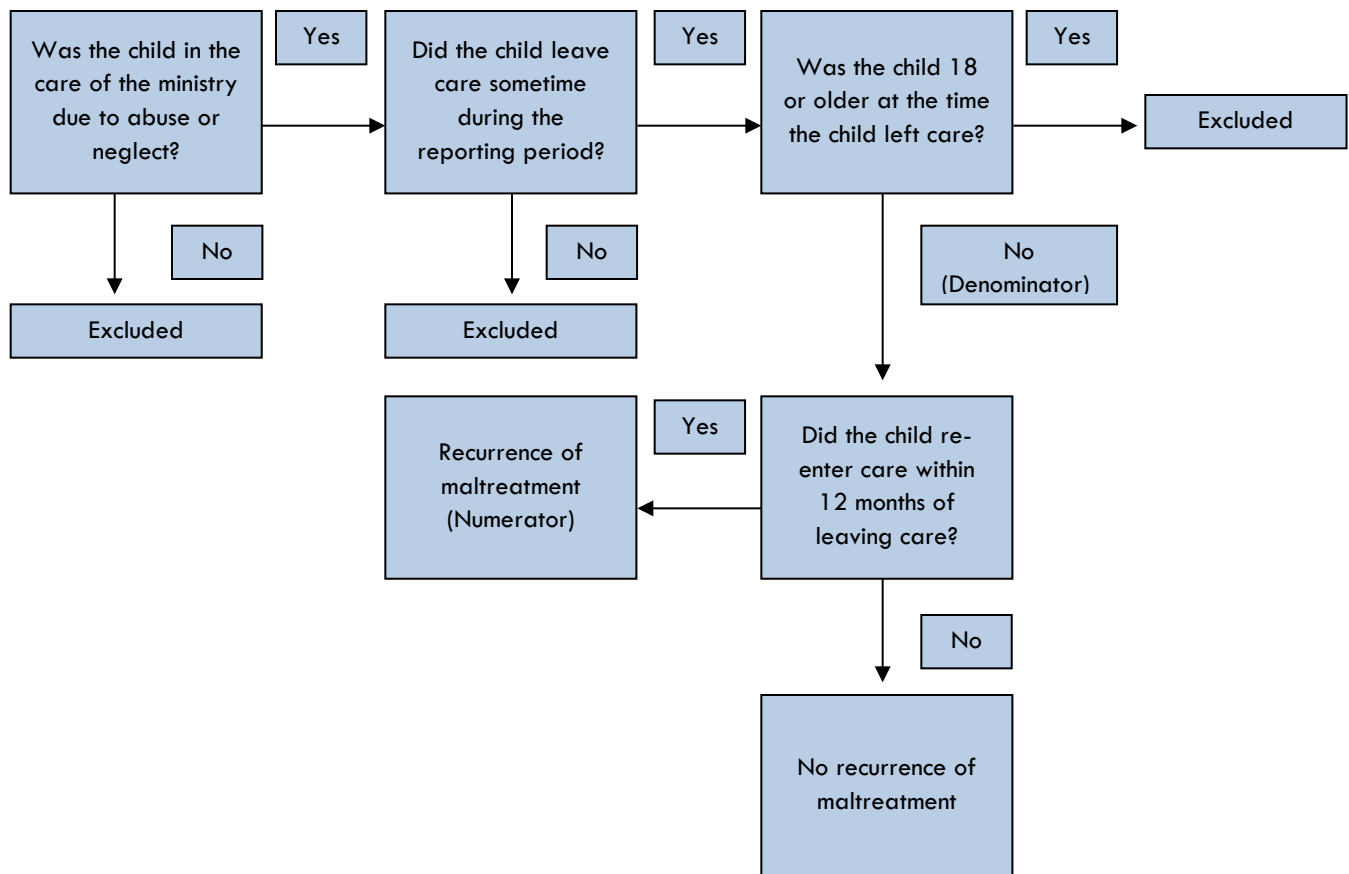 Was the child in the
care of the ministry
due to abuse or
neglect?
Yes
Did the child leave
care sometime
during the
reporting period?
Yes
Was the child 18
or older at the time
the child left care?
Yes
Excluded
No
Excluded
No
Excluded
No
(Denominator)
Recurrence of
maltreatment
(Numerator)
Yes
Did the child re-
enter care within
12 months of
leaving care?
No
No recurrence of
maltreatment